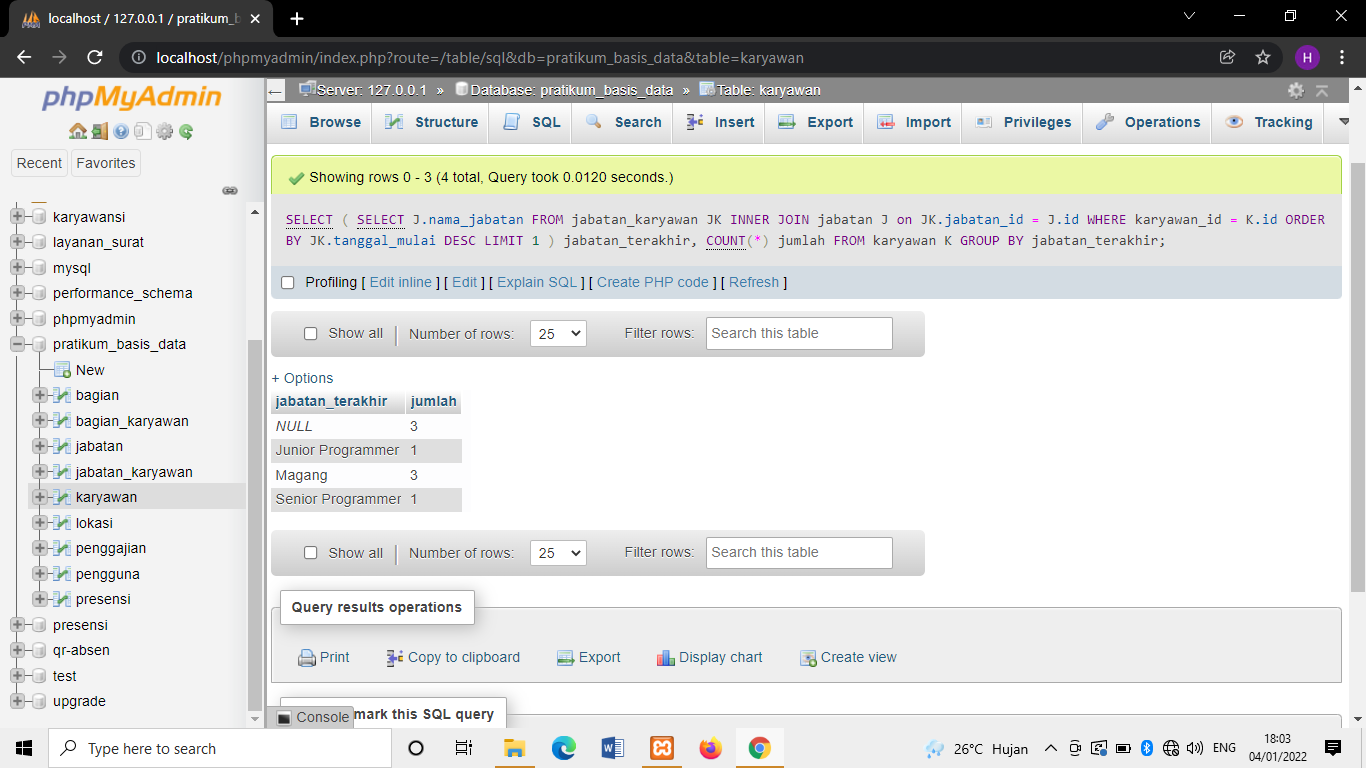 localhost / 127.0.0.1 / pratikum_b
localhost/phpmyadmin/index.php?route=/table/sql&db=pratikum_basis_data&table=karyawan
H
phpMyAdmin
Recent Favorites
karyawansi
layanan_surat
mysql
performance_schema
phpmyadmin
pratikum_basis_data
New
bagian
bagian_karyawan
jabatan
jabatan_karyawan
karyawan
lokasi
penggajian
pengguna
presensi
presensi
qr-absen
test
upgrade
Server: 127.0.0.1 » Database: pratikum_basis_data » Table: karyawan
Browse Structure SQL Search Insert Export Import Privileges Operations Tracking
Showing rows 0 - 3 (4 total, Query took 0.0120 seconds.)
SELECT ( SELECT J.nama_jabatan FROM jabatan_karyawan JK INNER JOIN jabatan J on JK.jabatan_id = J.id WHERE karyawan_id = K.id ORDER
BY JK.tanggal_mulai DESC LIMIT 1 ) jabatan_terakhir, COUNT(*) jumlah FROM karyawan K GROUP BY jabatan_terakhir;
Profiling [ Edit inline ] [ Edit ] [ Explain SQL ] [ Create PHP code ] [ Refresh ]
Show all | Number of rows: 25 Filter rows: Search this table
+ Options
jabatan_terakhir jumlah
NULL 3
Junior Programmer 1
Magang 3
Senior Programmer 1
Show all | Number of rows: 25 Filter rows: Search this table
Query results operations
Print Copy to clipboard Export Display chart Create view
Console mark this SQL query
Type here to search
26°C Hujan ENG 18:03
04/01/2022